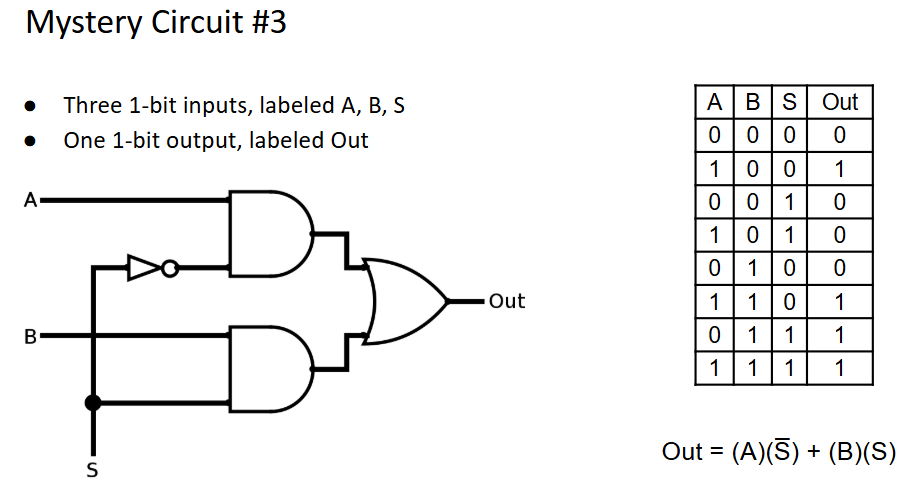 Mystery Circuit #3
● Three 1-bit inputs, labeled A, B, S
● One 1-bit output, labeled Out
A
B
S
Out
A B S Out
0 0 0 0
1 0 0 1
0 0 1 0
1 0 1 0
0 1 0 0
1 1 0 1
0 1 1 1
1 1 1 1
Out = (A)(S̅) + (B)(S)